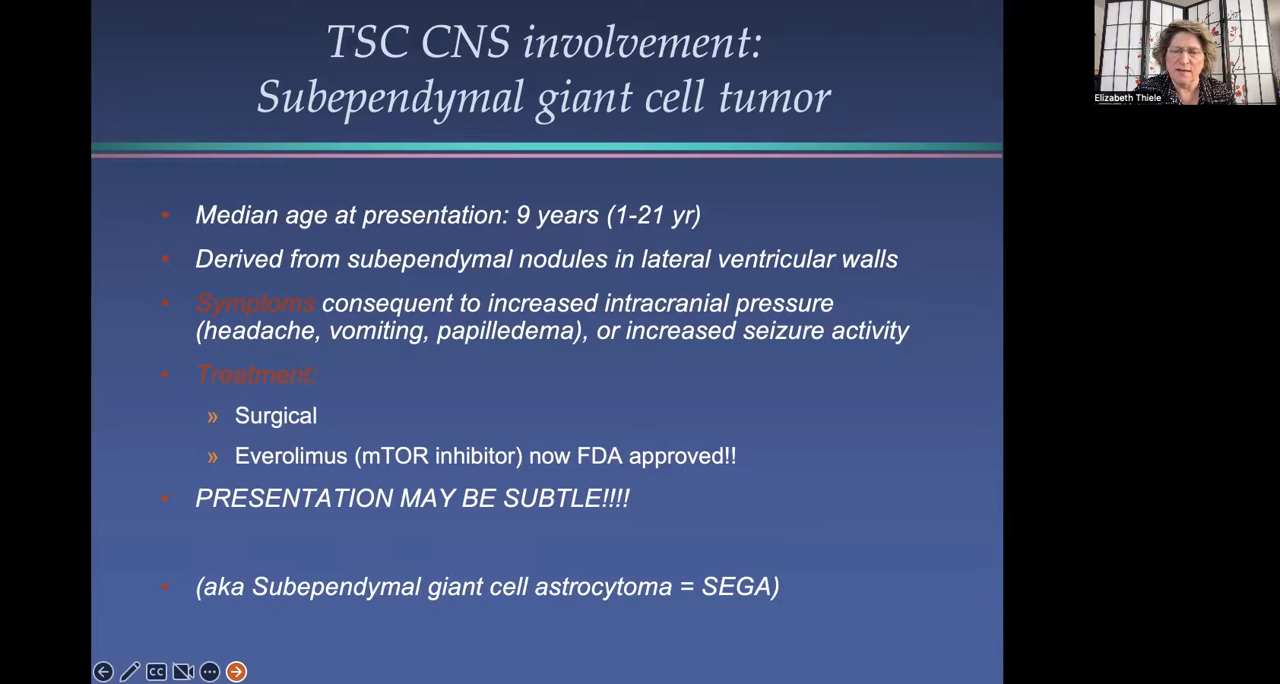 TSC CNS involvement:
Subependymal giant cell tumor
Elizabeth Thiele
• Median age at presentation: 9 years (1-21 yr)
• Derived from subependymal nodules in lateral ventricular walls
• Symptoms consequent to increased intracranial pressure
(headache, vomiting, papilledema), or increased seizure activity
• Treatment:
» Surgical
» Everolimus (mTOR inhibitor) now FDA approved!!
• PRESENTATION MAY BE SUBTLE!!!!
• (aka Subependymal giant cell astrocytoma = SEGA)
CC